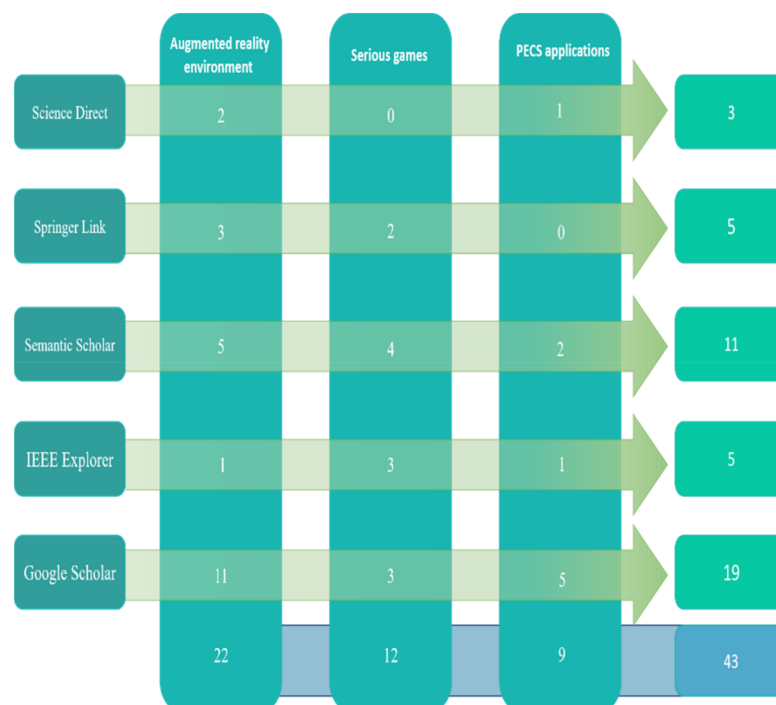 Augmented reality
environment
Serious games
PECS applications
Science Direct
2
0
1
3
Springer Link
3
2
0
5
Semantic Scholar
5
4
2
11
IEEE Explorer
1
3
1
5
Google Scholar
11
3
5
19
22
12
9
43